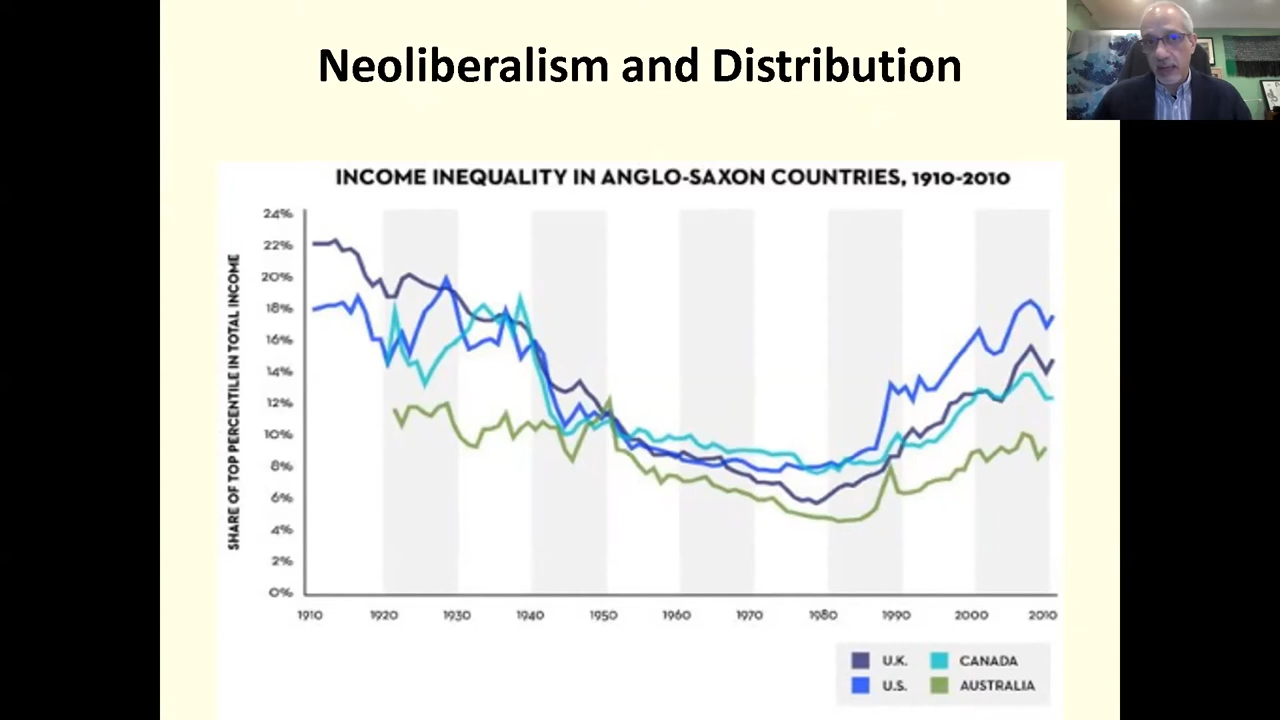 Neoliberalism and Distribution
INCOME INEQUALITY IN ANGLO-SAXON COUNTRIES, 1910-2010
SHARE OF TOP PERCENTILE IN TOTAL INCOME
24%
22%
20%
18%
16%
14%
12%
10%
8%
6%
4%
2%
0%
1910 1920 1930 1940 1950 1960 1970 1980 1990 2000 2010
U.K. CANADA
U.S. AUSTRALIA